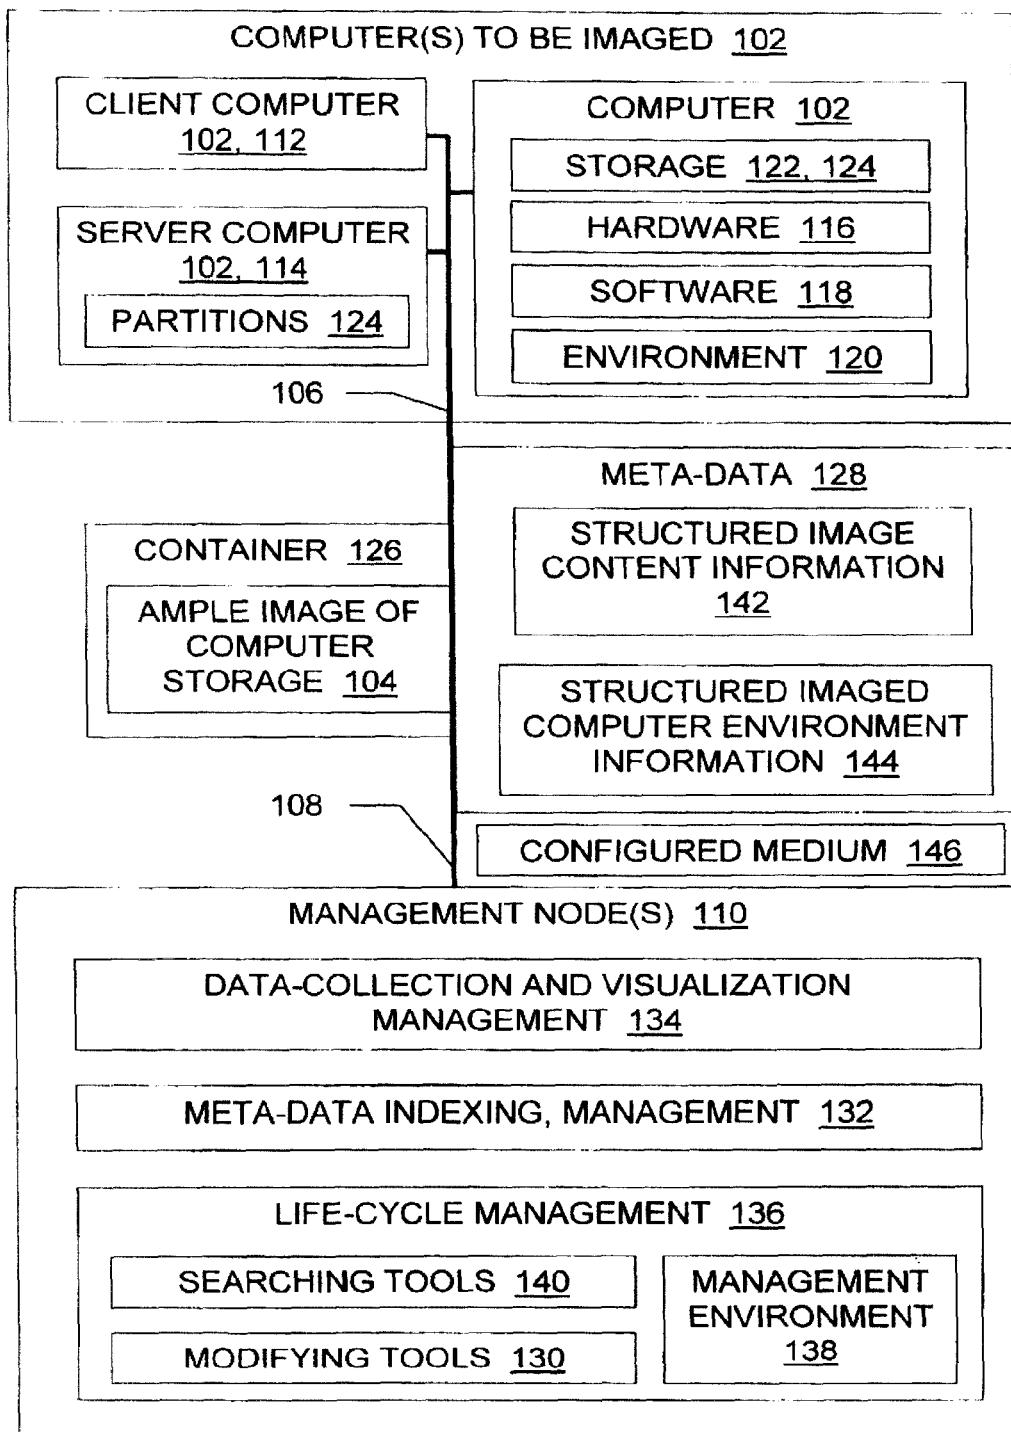 COMPUTER(S) TO BE IMAGED 102
CLIENT COMPUTER
102, 112
SERVER COMPUTER
102, 114
PARTITIONS 124
COMPUTER 102
STORAGE 122, 124
HARDWARE 116
SOFTWARE 118
ENVIRONMENT 120
106
META-DATA 128
STRUCTURED IMAGE
CONTENT INFORMATION
142
STRUCTURED IMAGED
COMPUTER ENVIRONMENT
INFORMATION 144
CONTAINER 126
AMPLE IMAGE OF
COMPUTER
STORAGE 104
108
CONFIGURED MEDIUM 146
MANAGEMENT NODE(S) 110
DATA-COLLECTION AND VISUALIZATION
MANAGEMENT 134
META-DATA INDEXING, MANAGEMENT 132
LIFE-CYCLE MANAGEMENT 136
SEARCHING TOOLS 140
MODIFYING TOOLS 130
MANAGEMENT
ENVIRONMENT
138